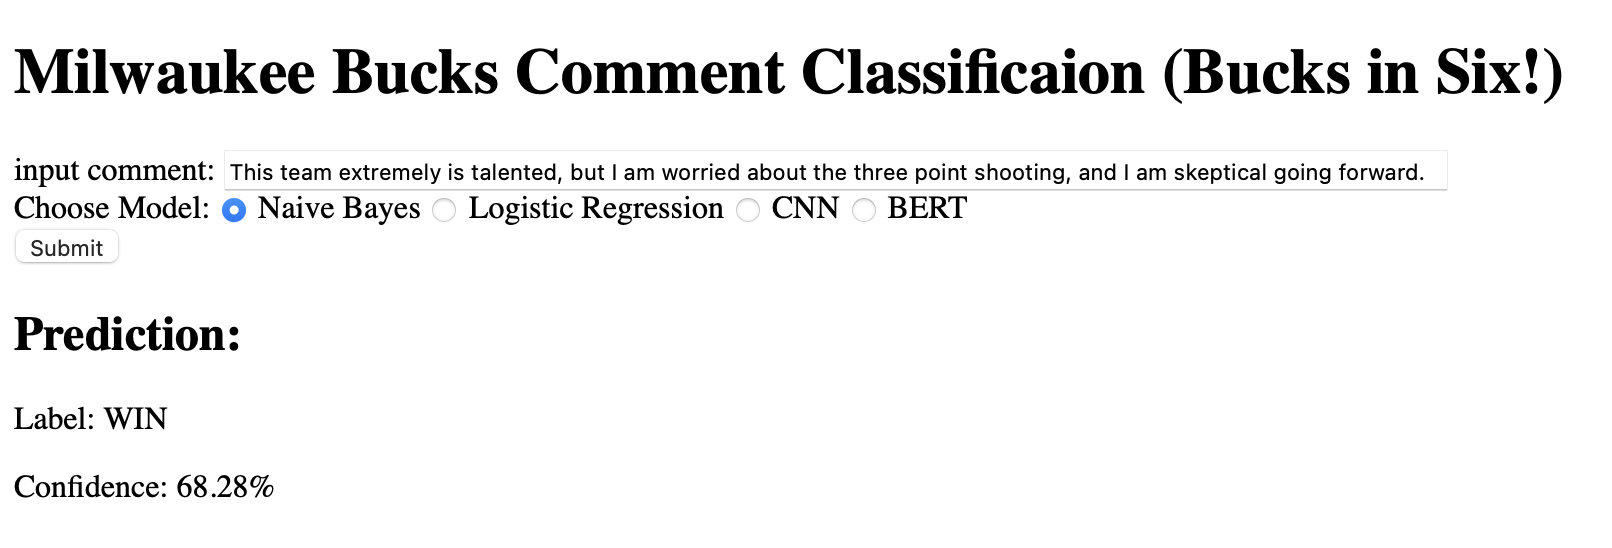 Milwaukee Bucks Comment Classificaion (Bucks in Six!)
input comment: This team extremely is talented, but I am worried about the three point shooting, and I am skeptical going forward.
Choose Model: Naive Bayes Logistic Regression CNN BERT
Submit
Prediction:
Label: WIN
Confidence: 68.28%